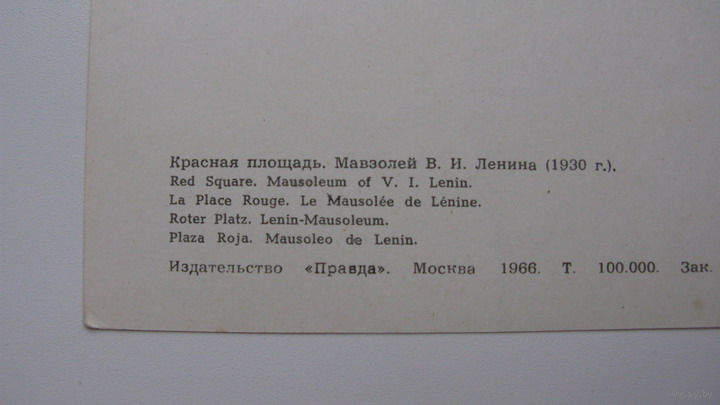 Красная площадь. Мавзолей В. И. Ленина (1930 г.).
Red Square. Mausoleum of V. I. Lenin.
La Place Rouge. Le Mausolée de Lénine.
Roter Platz. Lenin-Mausoleum.
Plaza Roja. Mausoleo de Lenin.
Издательство «Правда». Москва 1966. Т. 100.000. Зак.